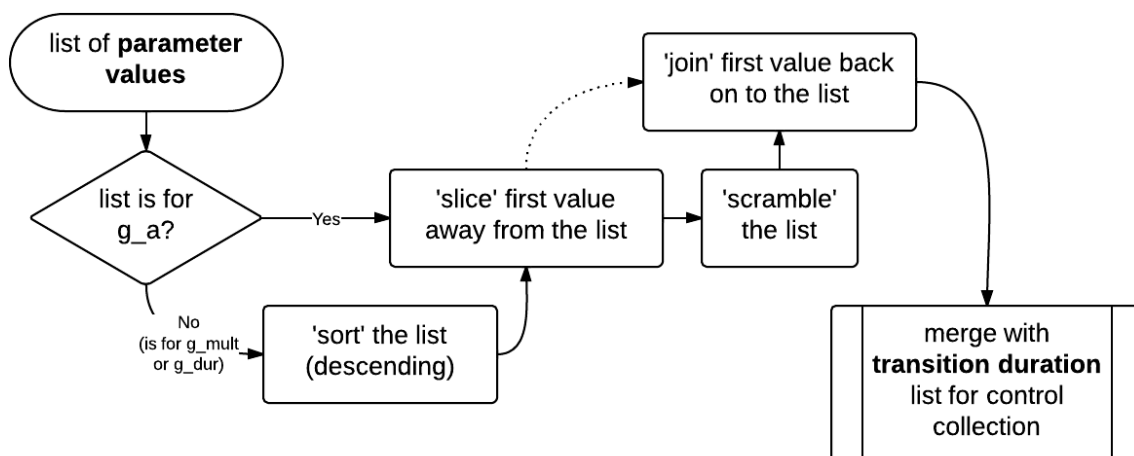 list of parameter
values
list is for
g_a?
Yes
No
(is for g_mult
or g_dur)
'sort' the list
(descending)
'slice' first value
away from the list
'scramble'
the list
'join' first value back
on to the list
merge with
transition duration
list for control
collection